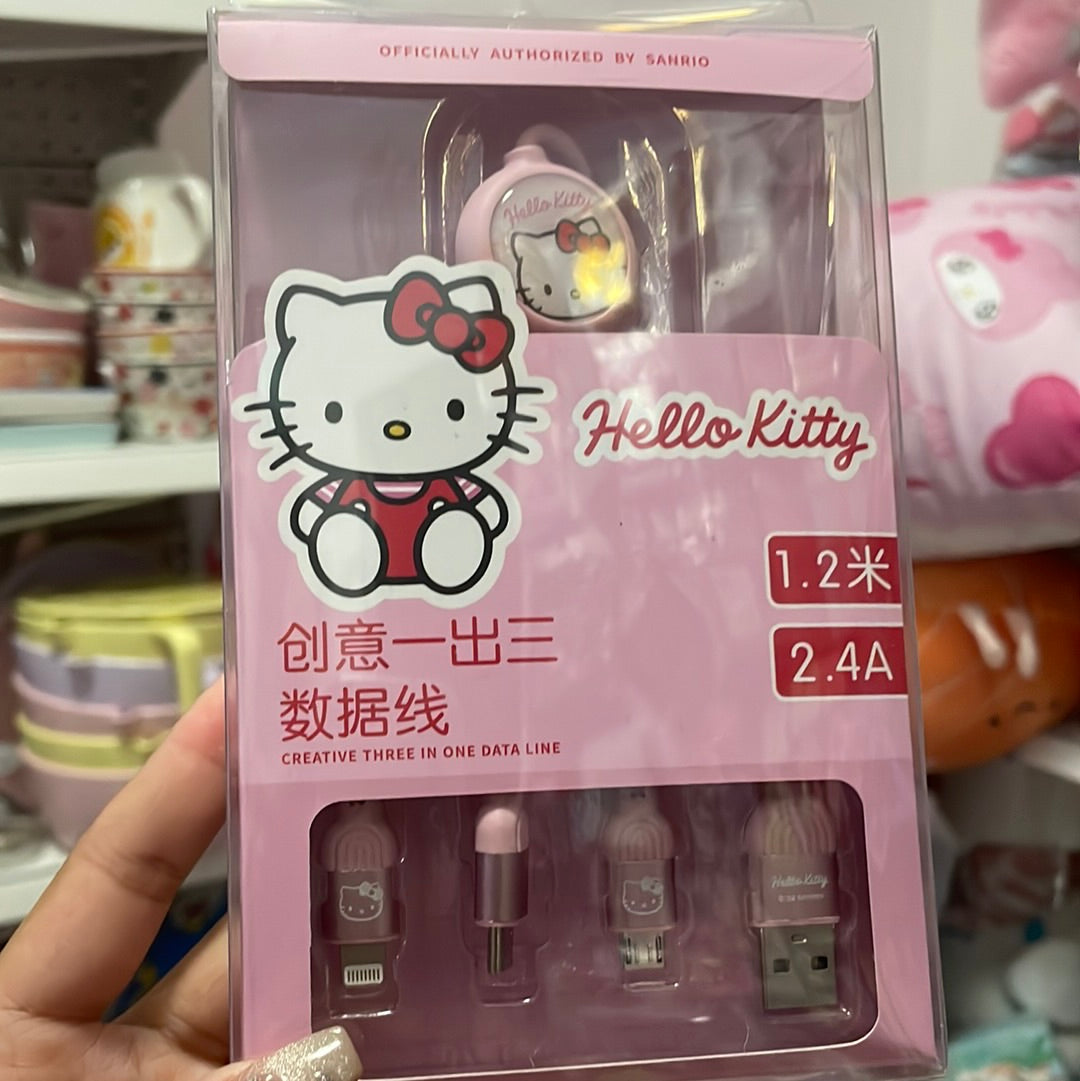 OFFICIALLY AUTHORIZED BY SANRIO
Hello Kitty
Hello Kitty
1.2米
2.4A
创意一出三
数据线
CREATIVE THREE IN ONE DATA LINE
Hello Kitty